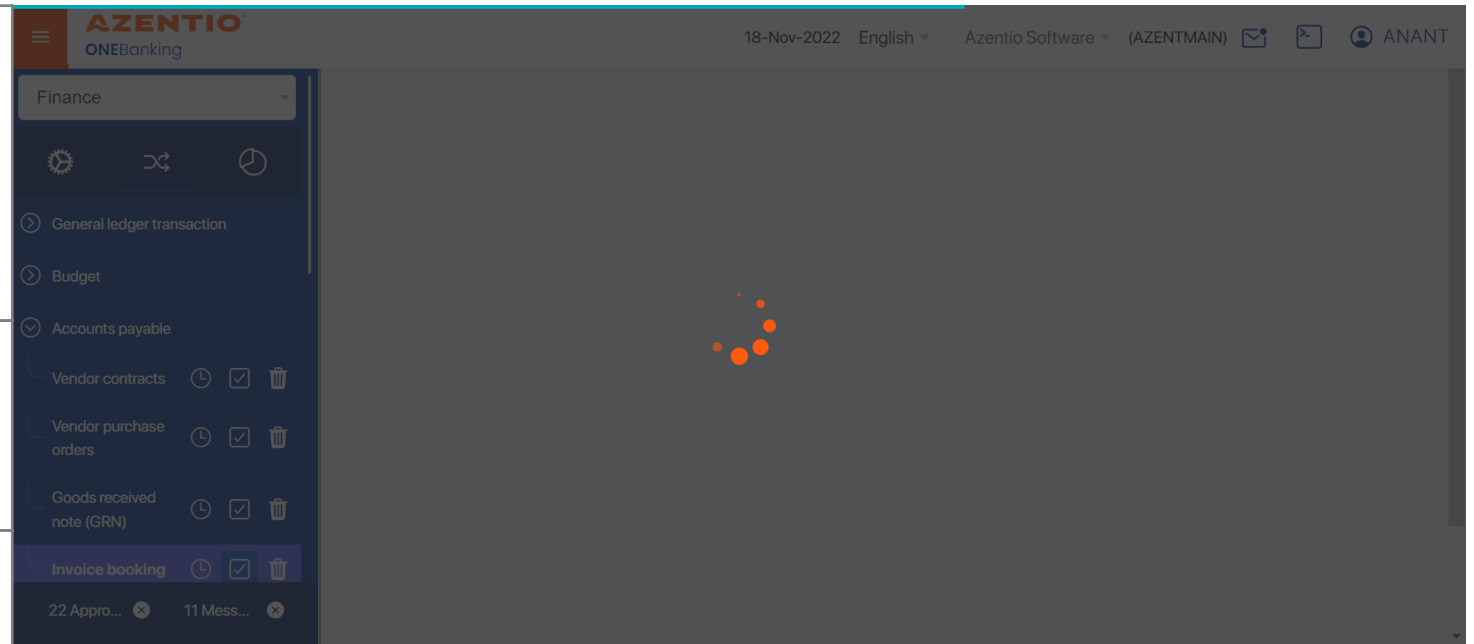 AZENTIO
ONEBanking
18-Nov-2022 English Azentio Software (AZENTMAIN) ANANT
Finance
General ledger transaction
Budget
Accounts payable
Vendor contracts
Vendor purchase
orders
Goods received
note (GRN)
Invoice booking
22 Appro... 11 Mess...